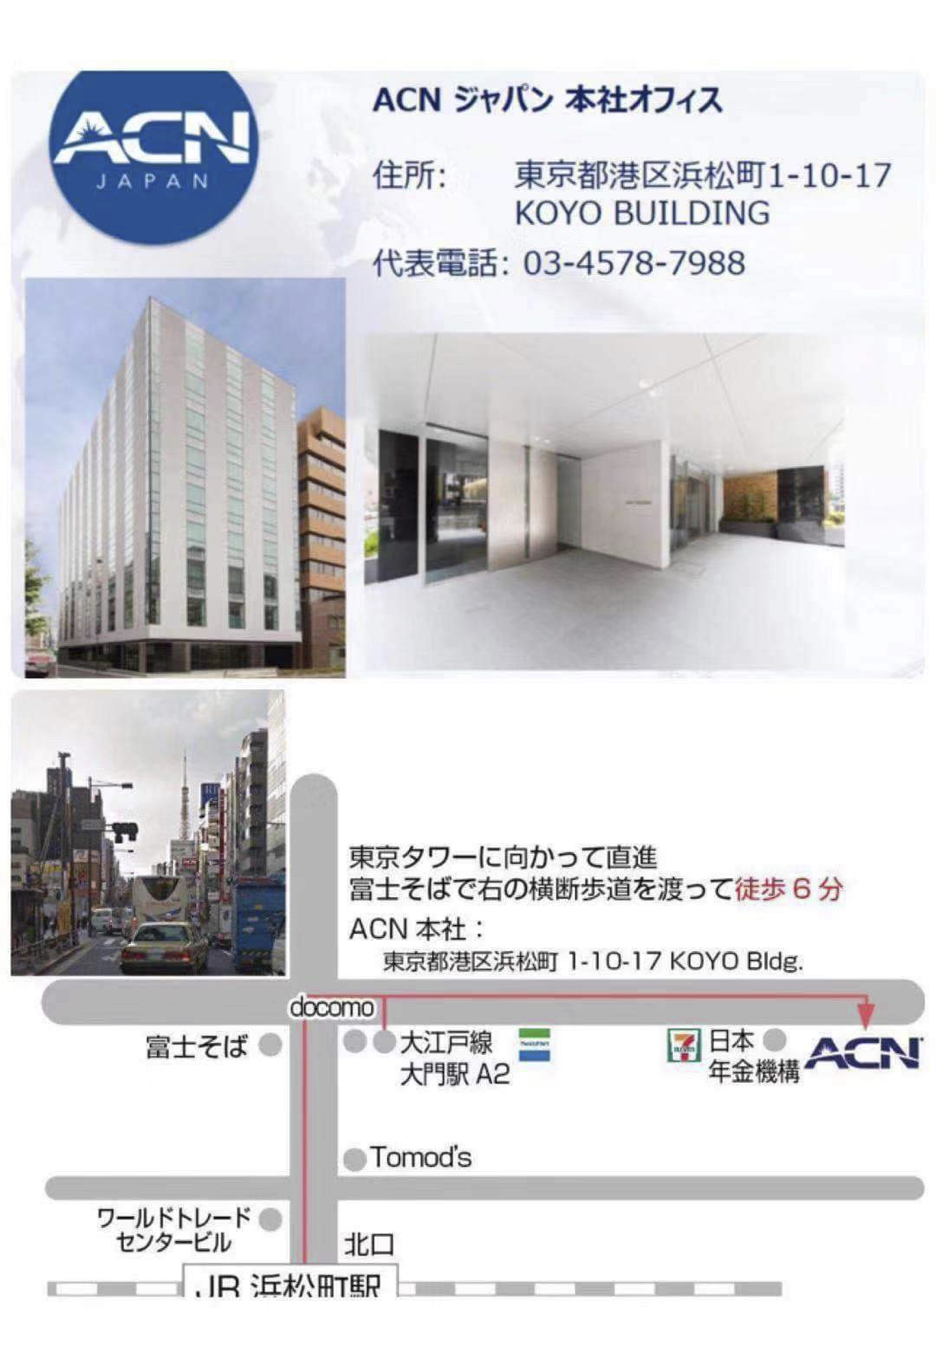 ACN
JAPAN
ACN ジャパン 本社オフィス
住所: 東京都港区浜松町1-10-17
KOYO BUILDING
代表電話: 03-4578-7988
東京タワーに向かって直進
富士そばで右の横断歩道を渡って徒歩 6 分
ACN 本社：
東京都港区浜松町 1-10-17 KOYO Bldg.
docomo
富士そば
大江戸線
大門駅 A2
日本
年金機構
ACN
Tomod's
ワールドトレード
センタービル
北口
JR 浜松町駅